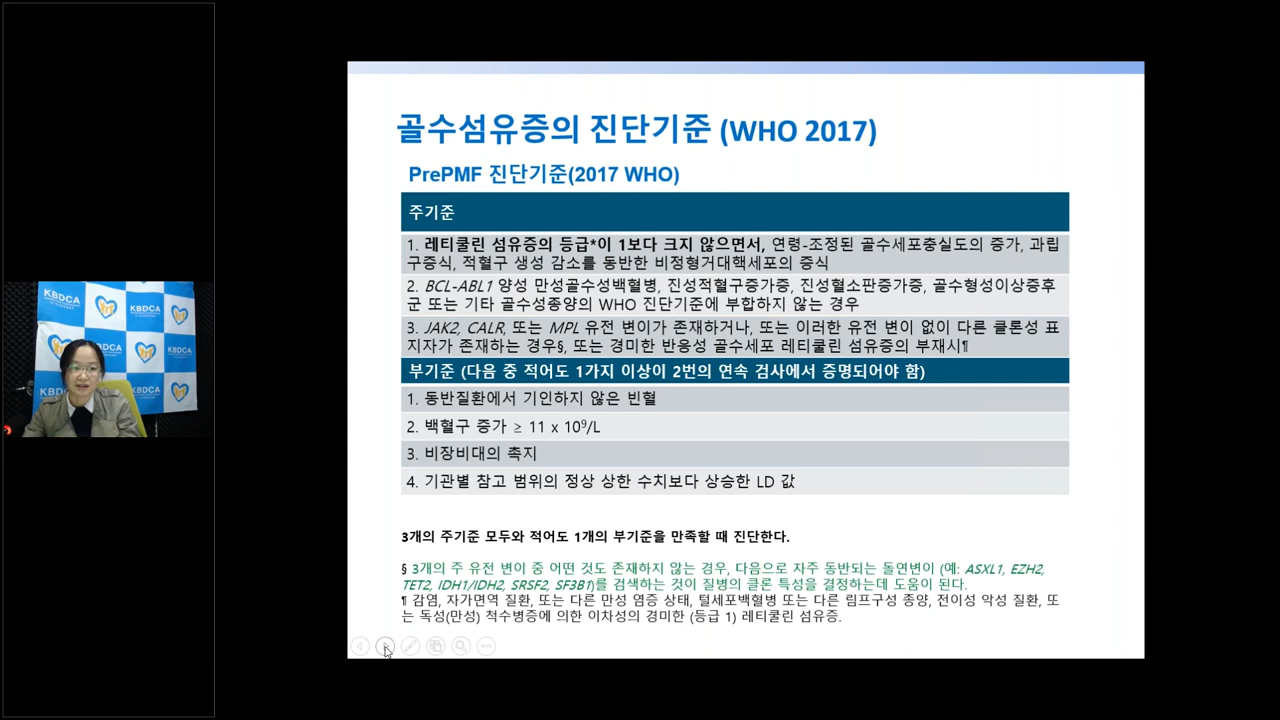 KBDCA
KBDCA
KBDCA
KBDCA
KBDCA
골수섬유증의 진단기준 (WHO 2017)
PrePMF 진단기준(2017 WHO)
주기준
1. 레티쿨린 섬유증의 등급*이 1보다 크지 않으면서, 연령-조정된 골수세포충실도의 증가, 과립
구증식, 적혈구 생성 감소를 동반한 비정형거대핵세포의 증식
2. BCL-ABL1 양성 만성골수성백혈병, 진성적혈구증가증, 진성혈소판증가증, 골수형성이상증후
군 또는 기타 골수성종양의 WHO 진단기준에 부합하지 않는 경우
3. JAK2, CALR, 또는 MPL 유전 변이가 존재하거나, 또는 이러한 유전 변이 없이 다른 클론성 표
지자가 존재하는 경우§, 또는 경미한 반응성 골수세포 레티쿨린 섬유증의 부재시¶
부기준 (다음 중 적어도 1가지 이상이 2번의 연속 검사에서 증명되어야 함)
1. 동반질환에서 기인하지 않은 빈혈
2. 백혈구 증가 ≥ 11 x 10⁹/L
3. 비장비대의 촉지
4. 기관별 참고 범위의 정상 상한 수치보다 상승한 LD 값
3개의 주기준 모두와 적어도 1개의 부기준을 만족할 때 진단한다.
§ 3개의 주 유전 변이 중 어떤 것도 존재하지 않는 경우, 다음으로 자주 동반되는 돌연변이 (예: ASXL1, EZH2,
TET2, IDH1/IDH2, SRSF2, SF3B1)를 검색하는 것이 질병의 클론 특성을 결정하는데 도움이 된다.
¶ 감염, 자가면역 질환, 또는 다른 만성 염증 상태, 털세포백혈병 또는 다른 림프구성 종양, 전이성 악성 질환, 또
는 독성(만성) 척수병증에 의한 이차성의 경미한 (등급 1) 레티쿨린 섬유증.